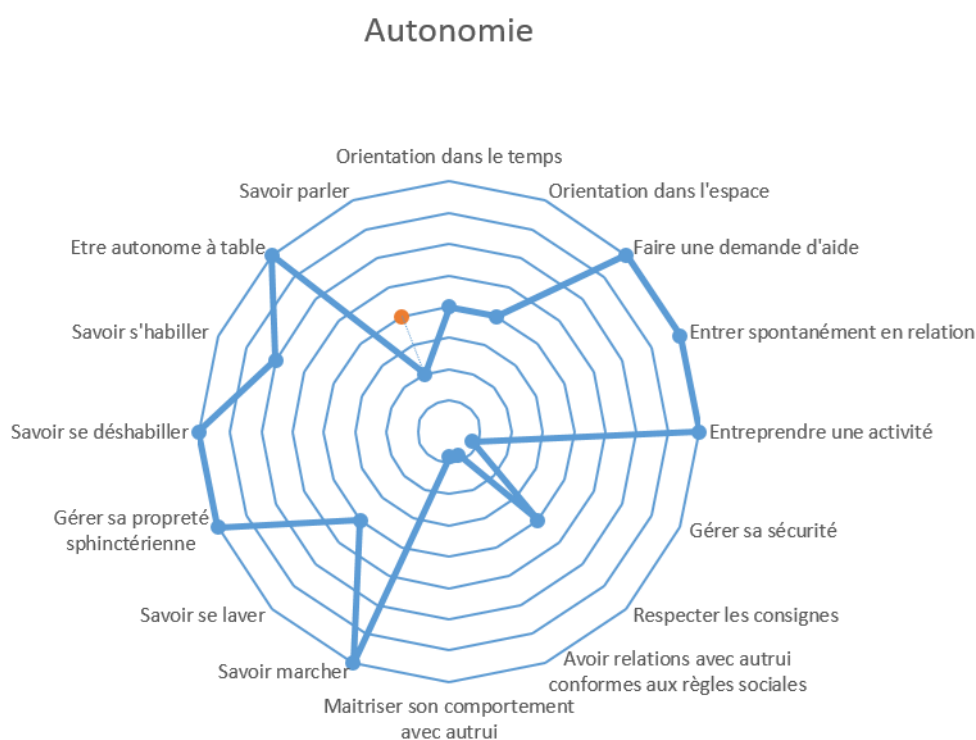 Autonomie
Orientation dans le temps
Orientation dans l'espace
Faire une demande d'aide
Entrer spontanément en relation
Entreprendre une activité
Gérer sa sécurité
Respecter les consignes
Avoir relations avec autrui
conformes aux règles sociales
Maitriser son comportement
avec autrui
Savoir marcher
Savoir se laver
Gérer sa propreté
sphinctérienne
Savoir se déshabiller
Savoir s'habiller
Etre autonome à table
Savoir parler